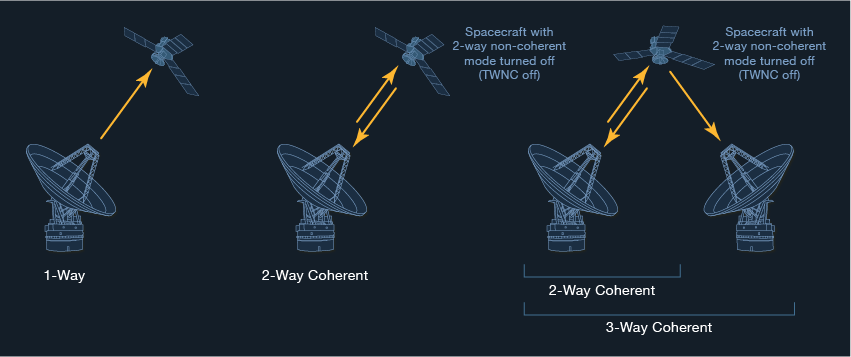 Spacecraft with
2-way non-coherent
mode turned off
(TWNC off)
Spacecraft with
2-way non-coherent
mode turned off
(TWNC off)
1-Way
2-Way Coherent
2-Way Coherent
3-Way Coherent